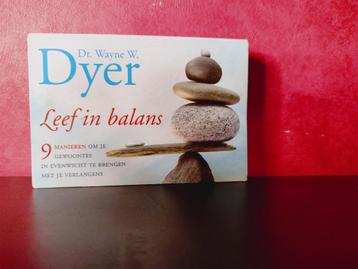 Dr. Wayne W.
Dyer
Leef in balans
9 MANIEREN OM JE
GEWOONTES
IN EVENWICHT TE BRENGEN
MET JE VERLANGENS